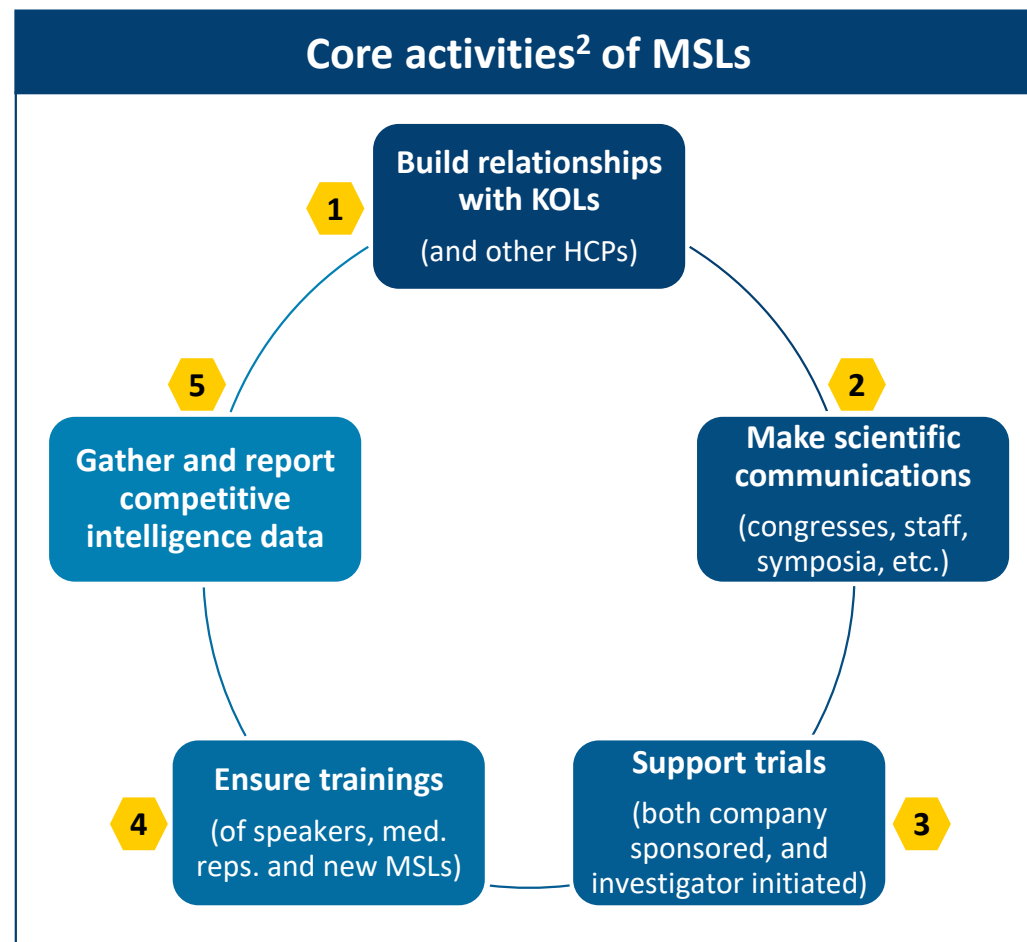 Core activities² of MSLs
1
Build relationships
with KOLs
(and other HCPs)
2
Make scientific
communications
(congresses, staff,
symposia, etc.)
3
Support trials
(both company
sponsored, and
investigator initiated)
4
Ensure trainings
(of speakers, med.
reps. and new MSLs)
5
Gather and report
competitive
intelligence data